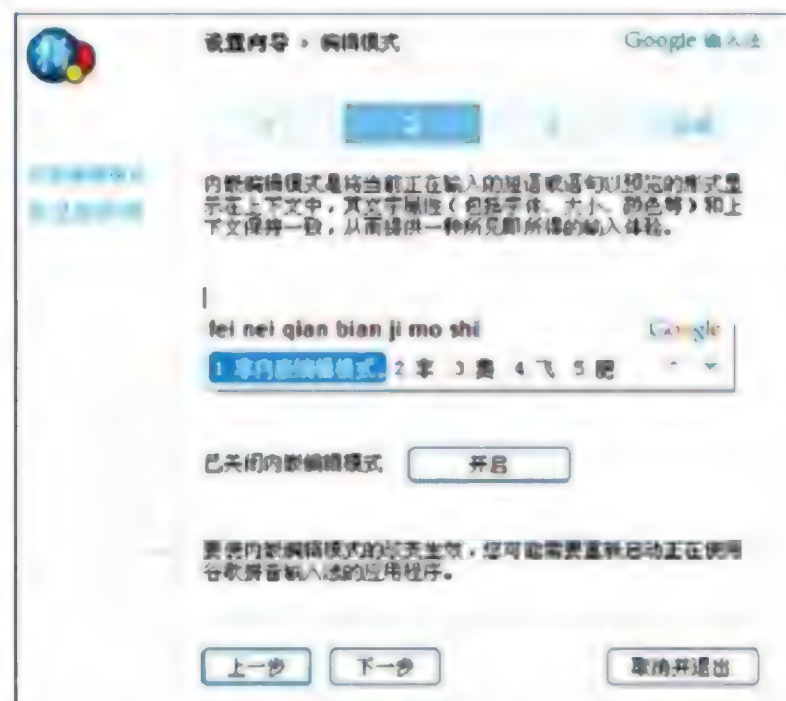 设置向导 › 编辑模式
Google 输入法
2
内嵌编辑模式是将当前正在输入的短语或语句以预览的形式显
示在上下文中，其文字属性（包括字体、大小、颜色等）和上
下文保持一致，从而提供一种所见即所得的输入体验。
fei nei qian bian ji mo shi
Google
1 非内嵌编辑模式 2 非 3 费 4 飞 5 肥
已关闭内嵌编辑模式
开启
要使内嵌编辑模式的改变生效，您可能需要重新启动正在使用
谷歌拼音输入法的应用程序。
上一步
下一步
取消并退出